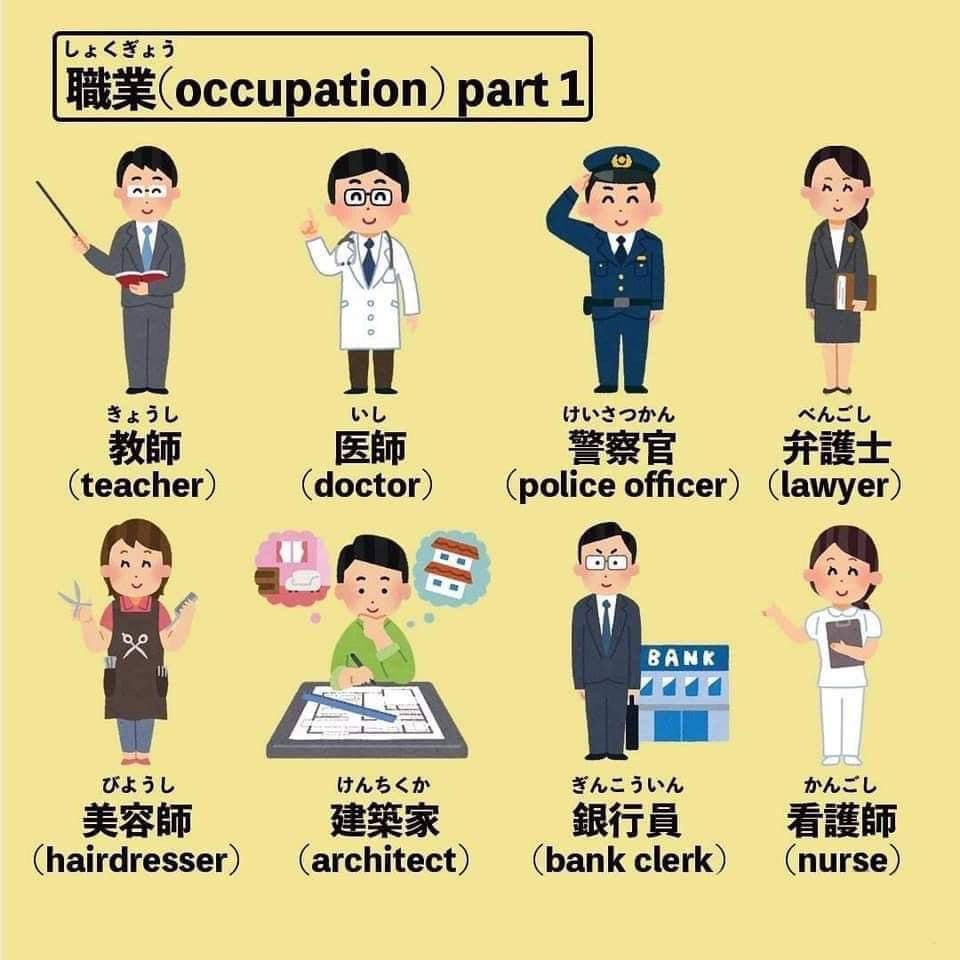 しょくぎょう
職業（occupation）part 1
きょうし
教師
（teacher）
いし
医師
（doctor）
けいさつかん
警察官
（police officer）
べんごし
弁護士
（lawyer）
びようし
美容師
（hairdresser）
けんちくか
建築家
（architect）
BANK
ぎんこういん
銀行員
（bank clerk）
かんごし
看護師
（nurse）